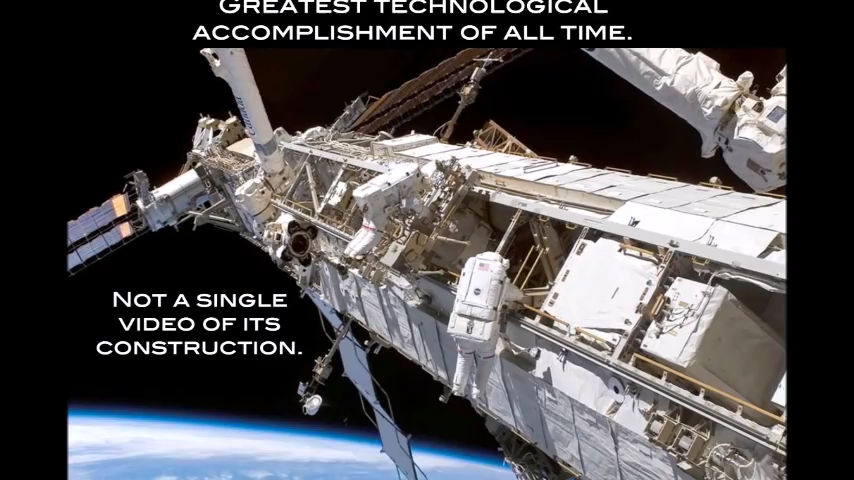 GREATEST TECHNOLOGICAL
ACCOMPLISHMENT OF ALL TIME.
NOT A SINGLE
VIDEO OF ITS
CONSTRUCTION.